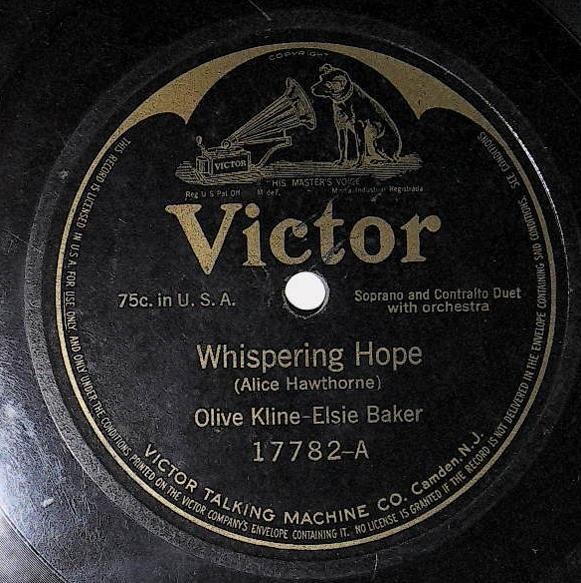 COPYRIGHT
VICTOR
"HIS MASTER'S VOICE"
Reg U S Pat Off M de F. Marca Industrial Registrada
Victor
75c. in U. S. A.
Soprano and Contralto Duet
with orchestra
Whispering Hope
(Alice Hawthorne)
Olive Kline-Elsie Baker
17782-A
VICTOR TALKING MACHINE CO. Camden, N.J.
THIS RECORD IS LICENSED IN U S A. FOR USE ONLY, AND ONLY UNDER THE CONDITIONS PRINTED ON THE VICTOR COMPANY'S ENVELOPE CONTAINING IT. NO LICENSE IS GRANTED IF THE RECORD IS NOT DELIVERED IN THE ENVELOPE CONTAINING SAID CONDITIONS. SEE CONDITIONS